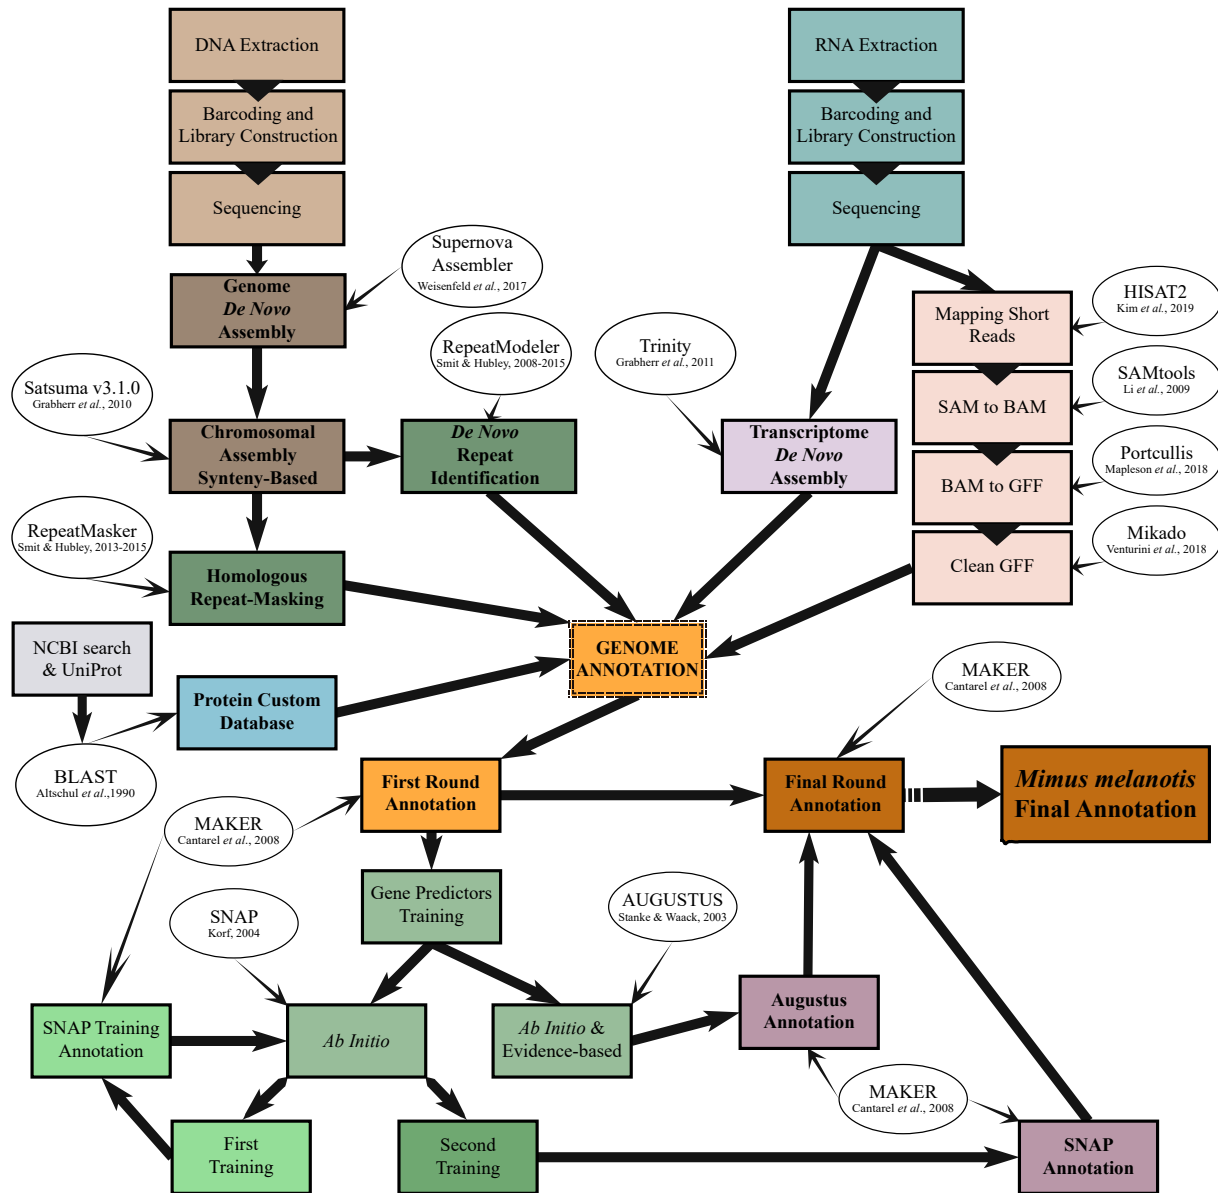 DNA Extraction
RNA Extraction
Barcoding and
Library Construction
Barcoding and
Library Construction
Sequencing
Sequencing
Supernova
Assembler
Weisenfeld et al., 2017
Genome
De Novo
Assembly
HISAT2
Kim et al., 2019
Mapping Short
Reads
RepeatModeler
Smit & Hubley, 2008-2015
Trinity
Grabherr et al., 2011
Satsuma v3.1.0
Grabherr et al., 2010
SAMtools
Li et al., 2009
SAM to BAM
Chromosomal
Assembly
Synteny-Based
De Novo
Repeat
Identification
Transcriptome
De Novo
Assembly
Portcullis
Mapleson et al., 2018
BAM to GFF
RepeatMasker
Smit & Hubley, 2013-2015
Mikado
Venturini et al., 2018
Homologous
Repeat-Masking
Clean GFF
NCBI search
& UniProt
GENOME
ANNOTATION
MAKER
Cantarel et al., 2008
Protein Custom
Database
BLAST
Altschul et al.,1990
First Round
Annotation
Final Round
Annotation
Mimus melanotis
Final Annotation
MAKER
Cantarel et al., 2008
Gene Predictors
Training
SNAP
Korf, 2004
AUGUSTUS
Stanke & Waack, 2003
SNAP Training
Annotation
Ab Initio
Ab Initio &
Evidence-based
Augustus
Annotation
MAKER
Cantarel et al., 2008
First
Training
Second
Training
SNAP
Annotation